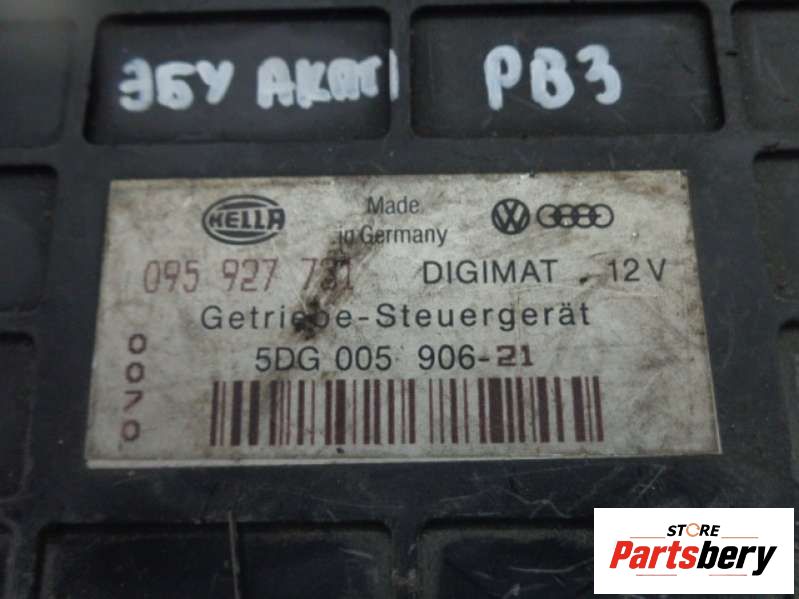 ЭБУ АКПП РВЗ
HELLA Made in Germany
095 927 731 DIGIMAT 12V
Getriebe-Steuergerät
5DG 005 906-21
0070
STORE
Partsbery